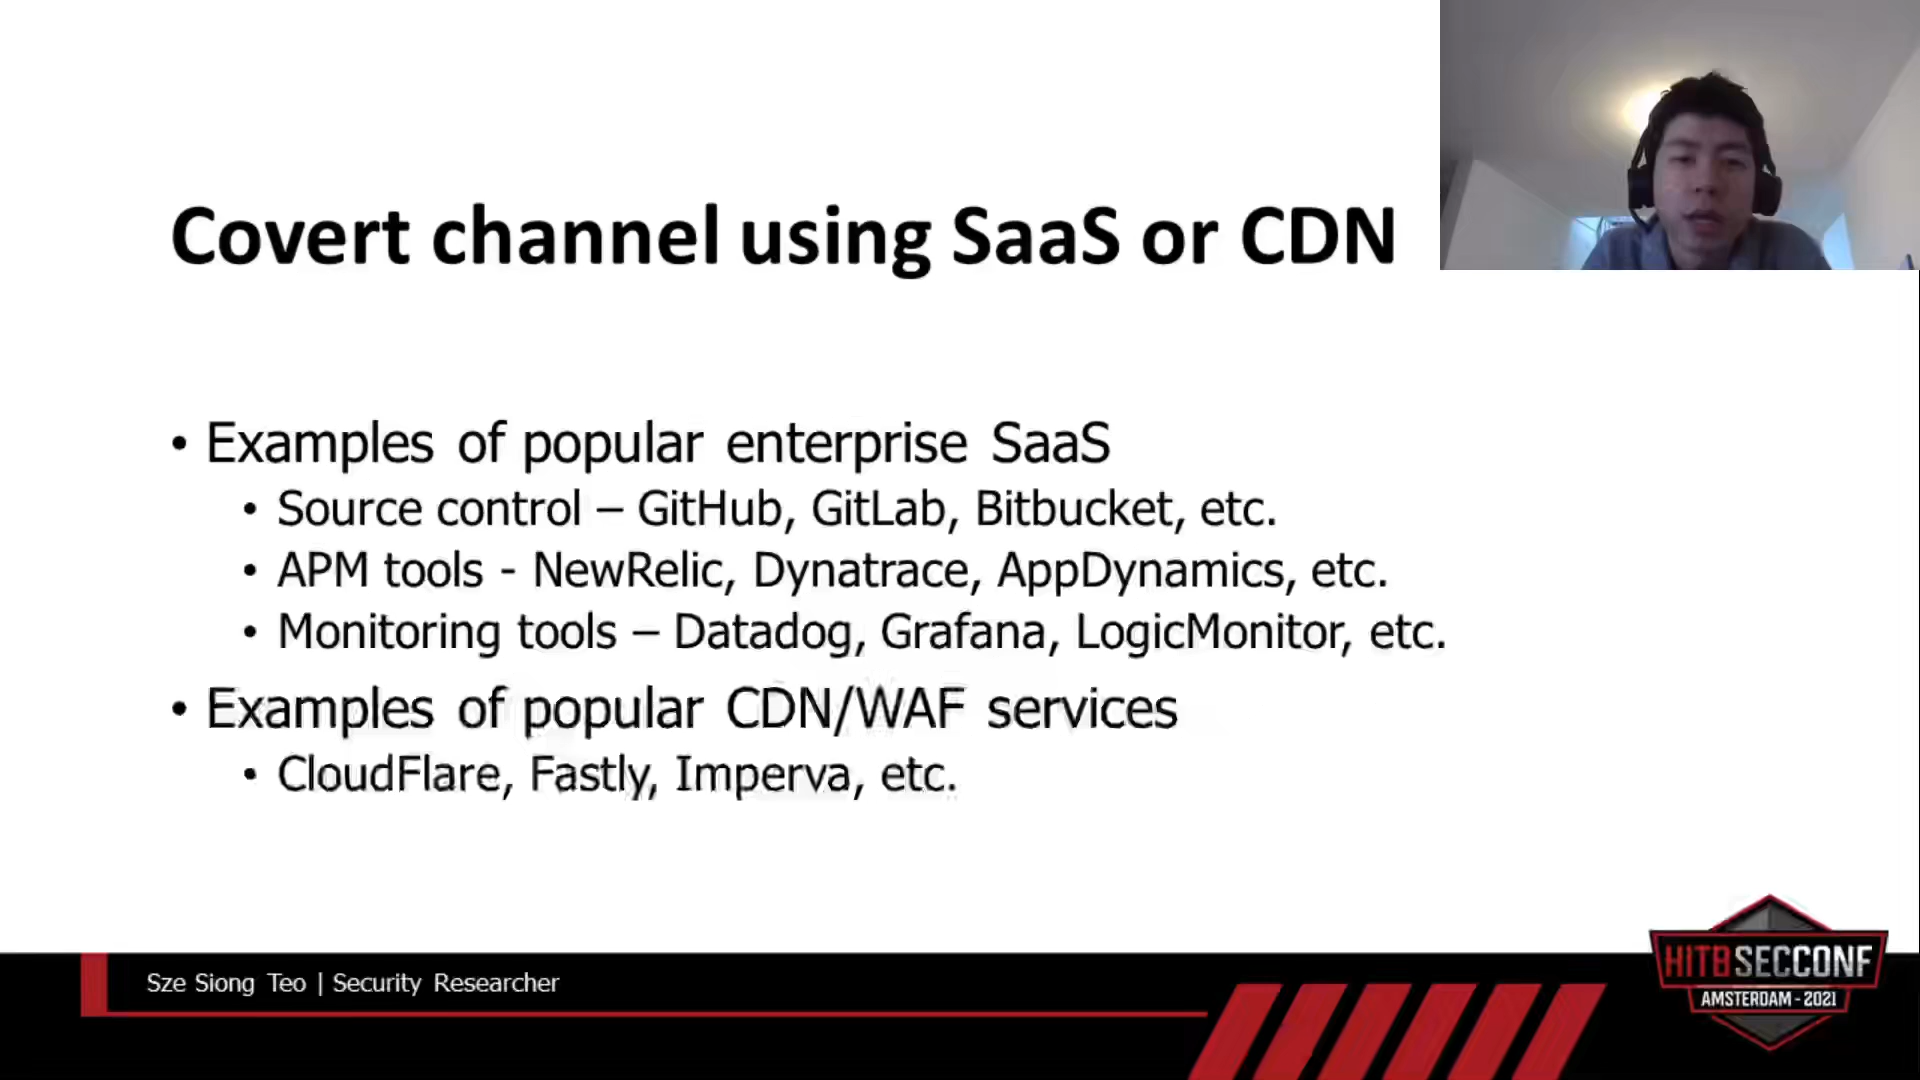 Covert channel using SaaS or CDN
• Examples of popular enterprise SaaS
• Source control – GitHub, GitLab, Bitbucket, etc.
• APM tools - NewRelic, Dynatrace, AppDynamics, etc.
• Monitoring tools – Datadog, Grafana, LogicMonitor, etc.
• Examples of popular CDN/WAF services
• CloudFlare, Fastly, Imperva, etc.
Sze Siong Teo | Security Researcher
HITBSECCONF
AMSTERDAM - 2021